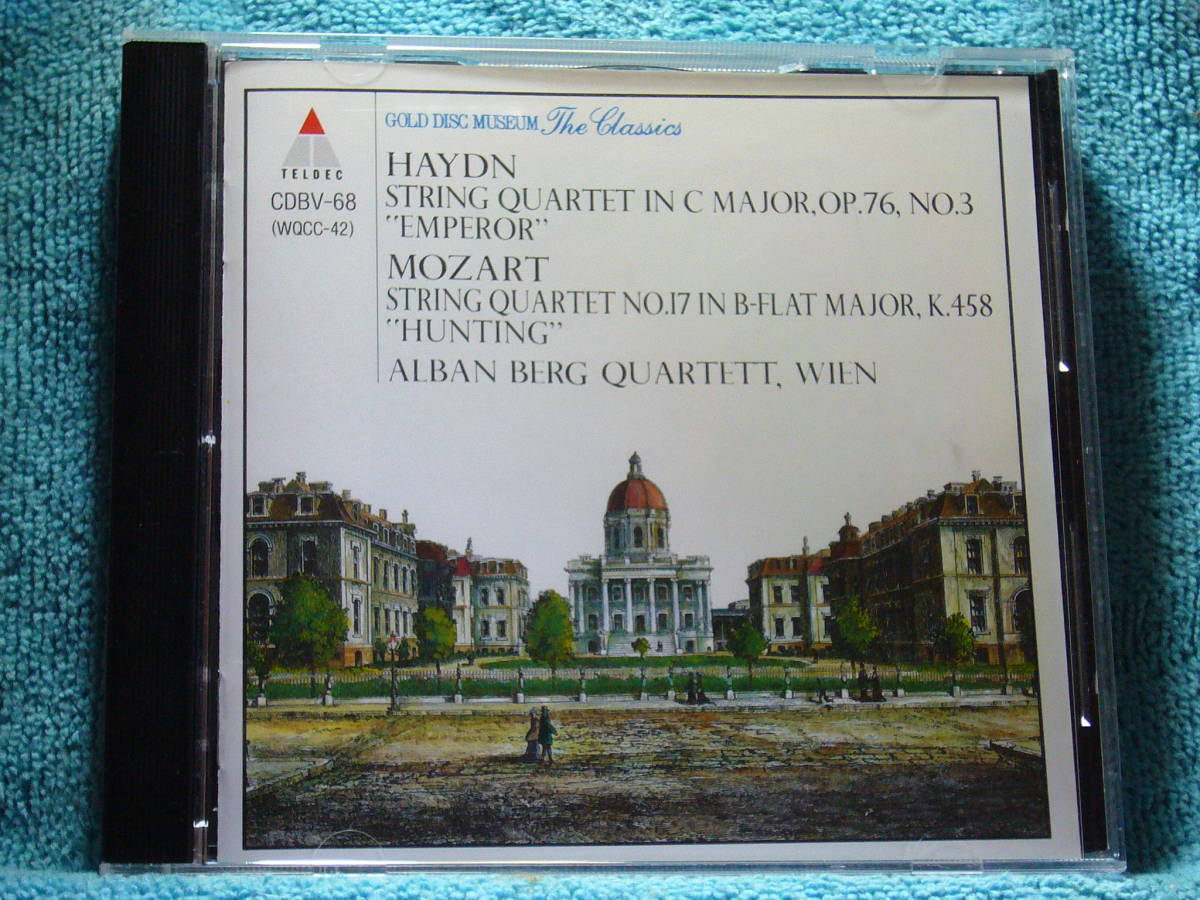 TELDEC
CDBV-68
(WQCC-42)
GOLD DISC MUSEUM The Classics
HAYDN
STRING QUARTET IN C MAJOR, OP.76, NO.3
"EMPEROR"
MOZART
STRING QUARTET NO.17 IN B-FLAT MAJOR, K.458
"HUNTING"
ALBAN BERG QUARTETT, WIEN